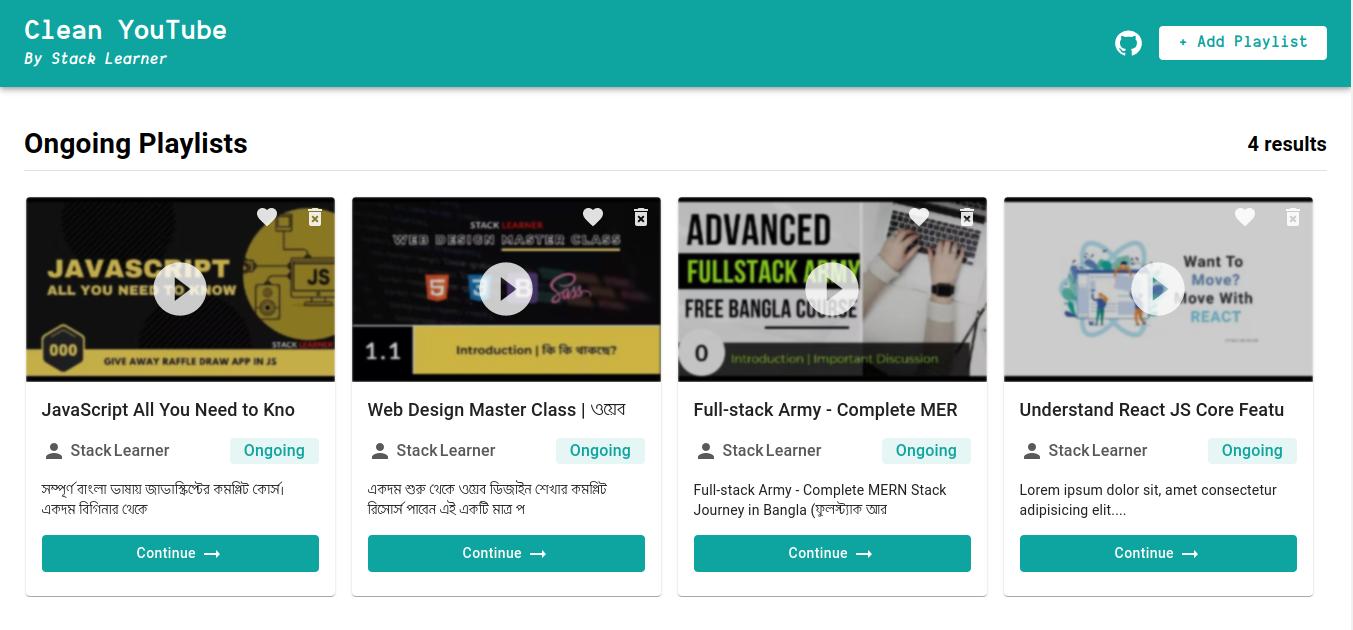 Clean YouTube
By Stack Learner
+ Add Playlist
Ongoing Playlists
4 results
JAVASCRIPT
ALL YOU NEED TO KNOW
JS
STACK LEARNER
000
GIVE AWAY RAFFLE DRAW APP IN JS
JavaScript All You Need to Kno
Stack Learner
Ongoing
সম্পূর্ণ বাংলা ভাষায় জাভাস্ক্রিপ্টের কমপ্লিট কোর্স।
একদম বিগিনার থেকে
Continue
STACK LEARNER
WEB DESIGN MASTER CLASS
5
3
B
Sass
1.1
Introduction | কি কি থাকছে?
Web Design Master Class | ওয়েব
Stack Learner
Ongoing
একদম শুরু থেকে ওয়েব ডিজাইন শেখার কমপ্লিট
রিসোর্স পাবেন এই একটি মাত্র প
Continue
ADVANCED
FULLSTACK ARMY
FREE BANGLA COURSE
0
Introduction | Important Discussion
Full-stack Army - Complete MER
Stack Learner
Ongoing
Full-stack Army - Complete MERN Stack
Journey in Bangla (ফুলস্ট্যাক আর
Continue
Want To
Move?
Move With
REACT
Understand React JS Core Featu
Stack Learner
Ongoing
Lorem ipsum dolor sit, amet consectetur
adipisicing elit....
Continue